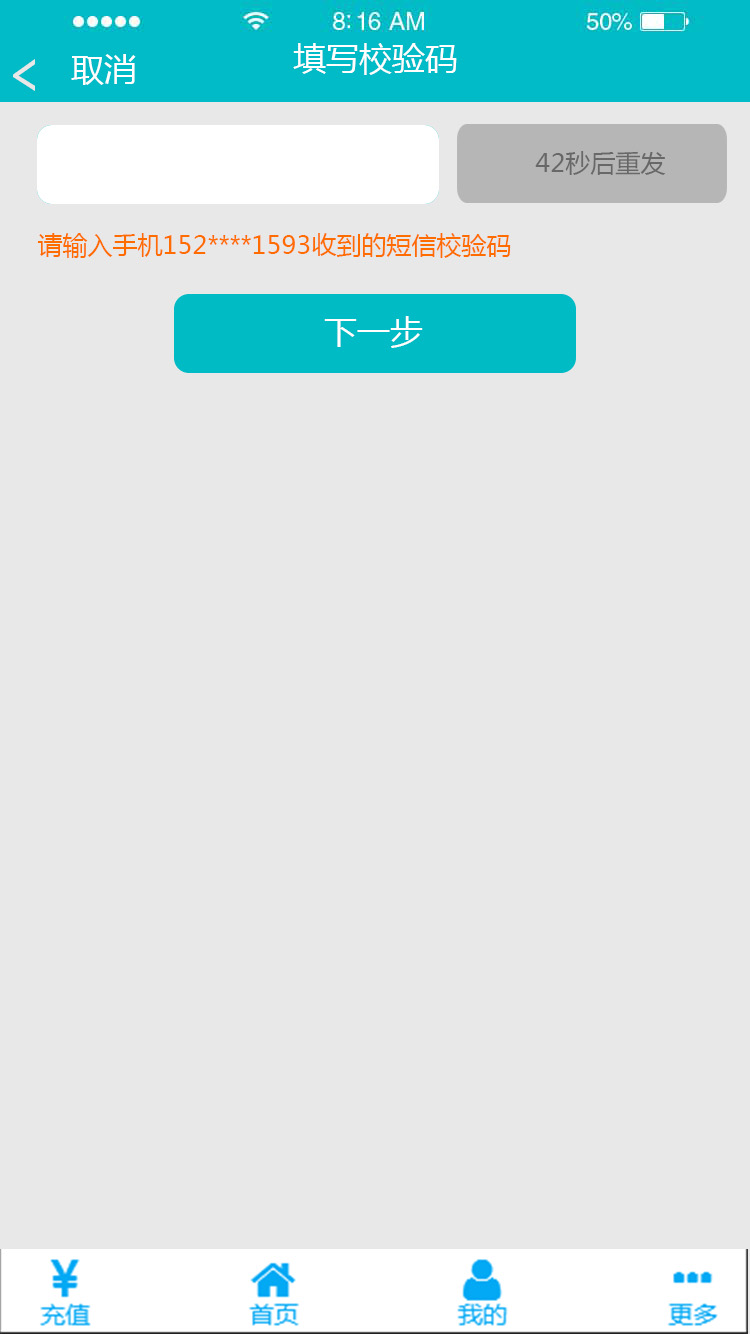 8:16 AM
50%
<
取消
填写校验码
42秒后重发
请输入手机152****1593收到的短信校验码
下一步
充值
首页
我的
更多